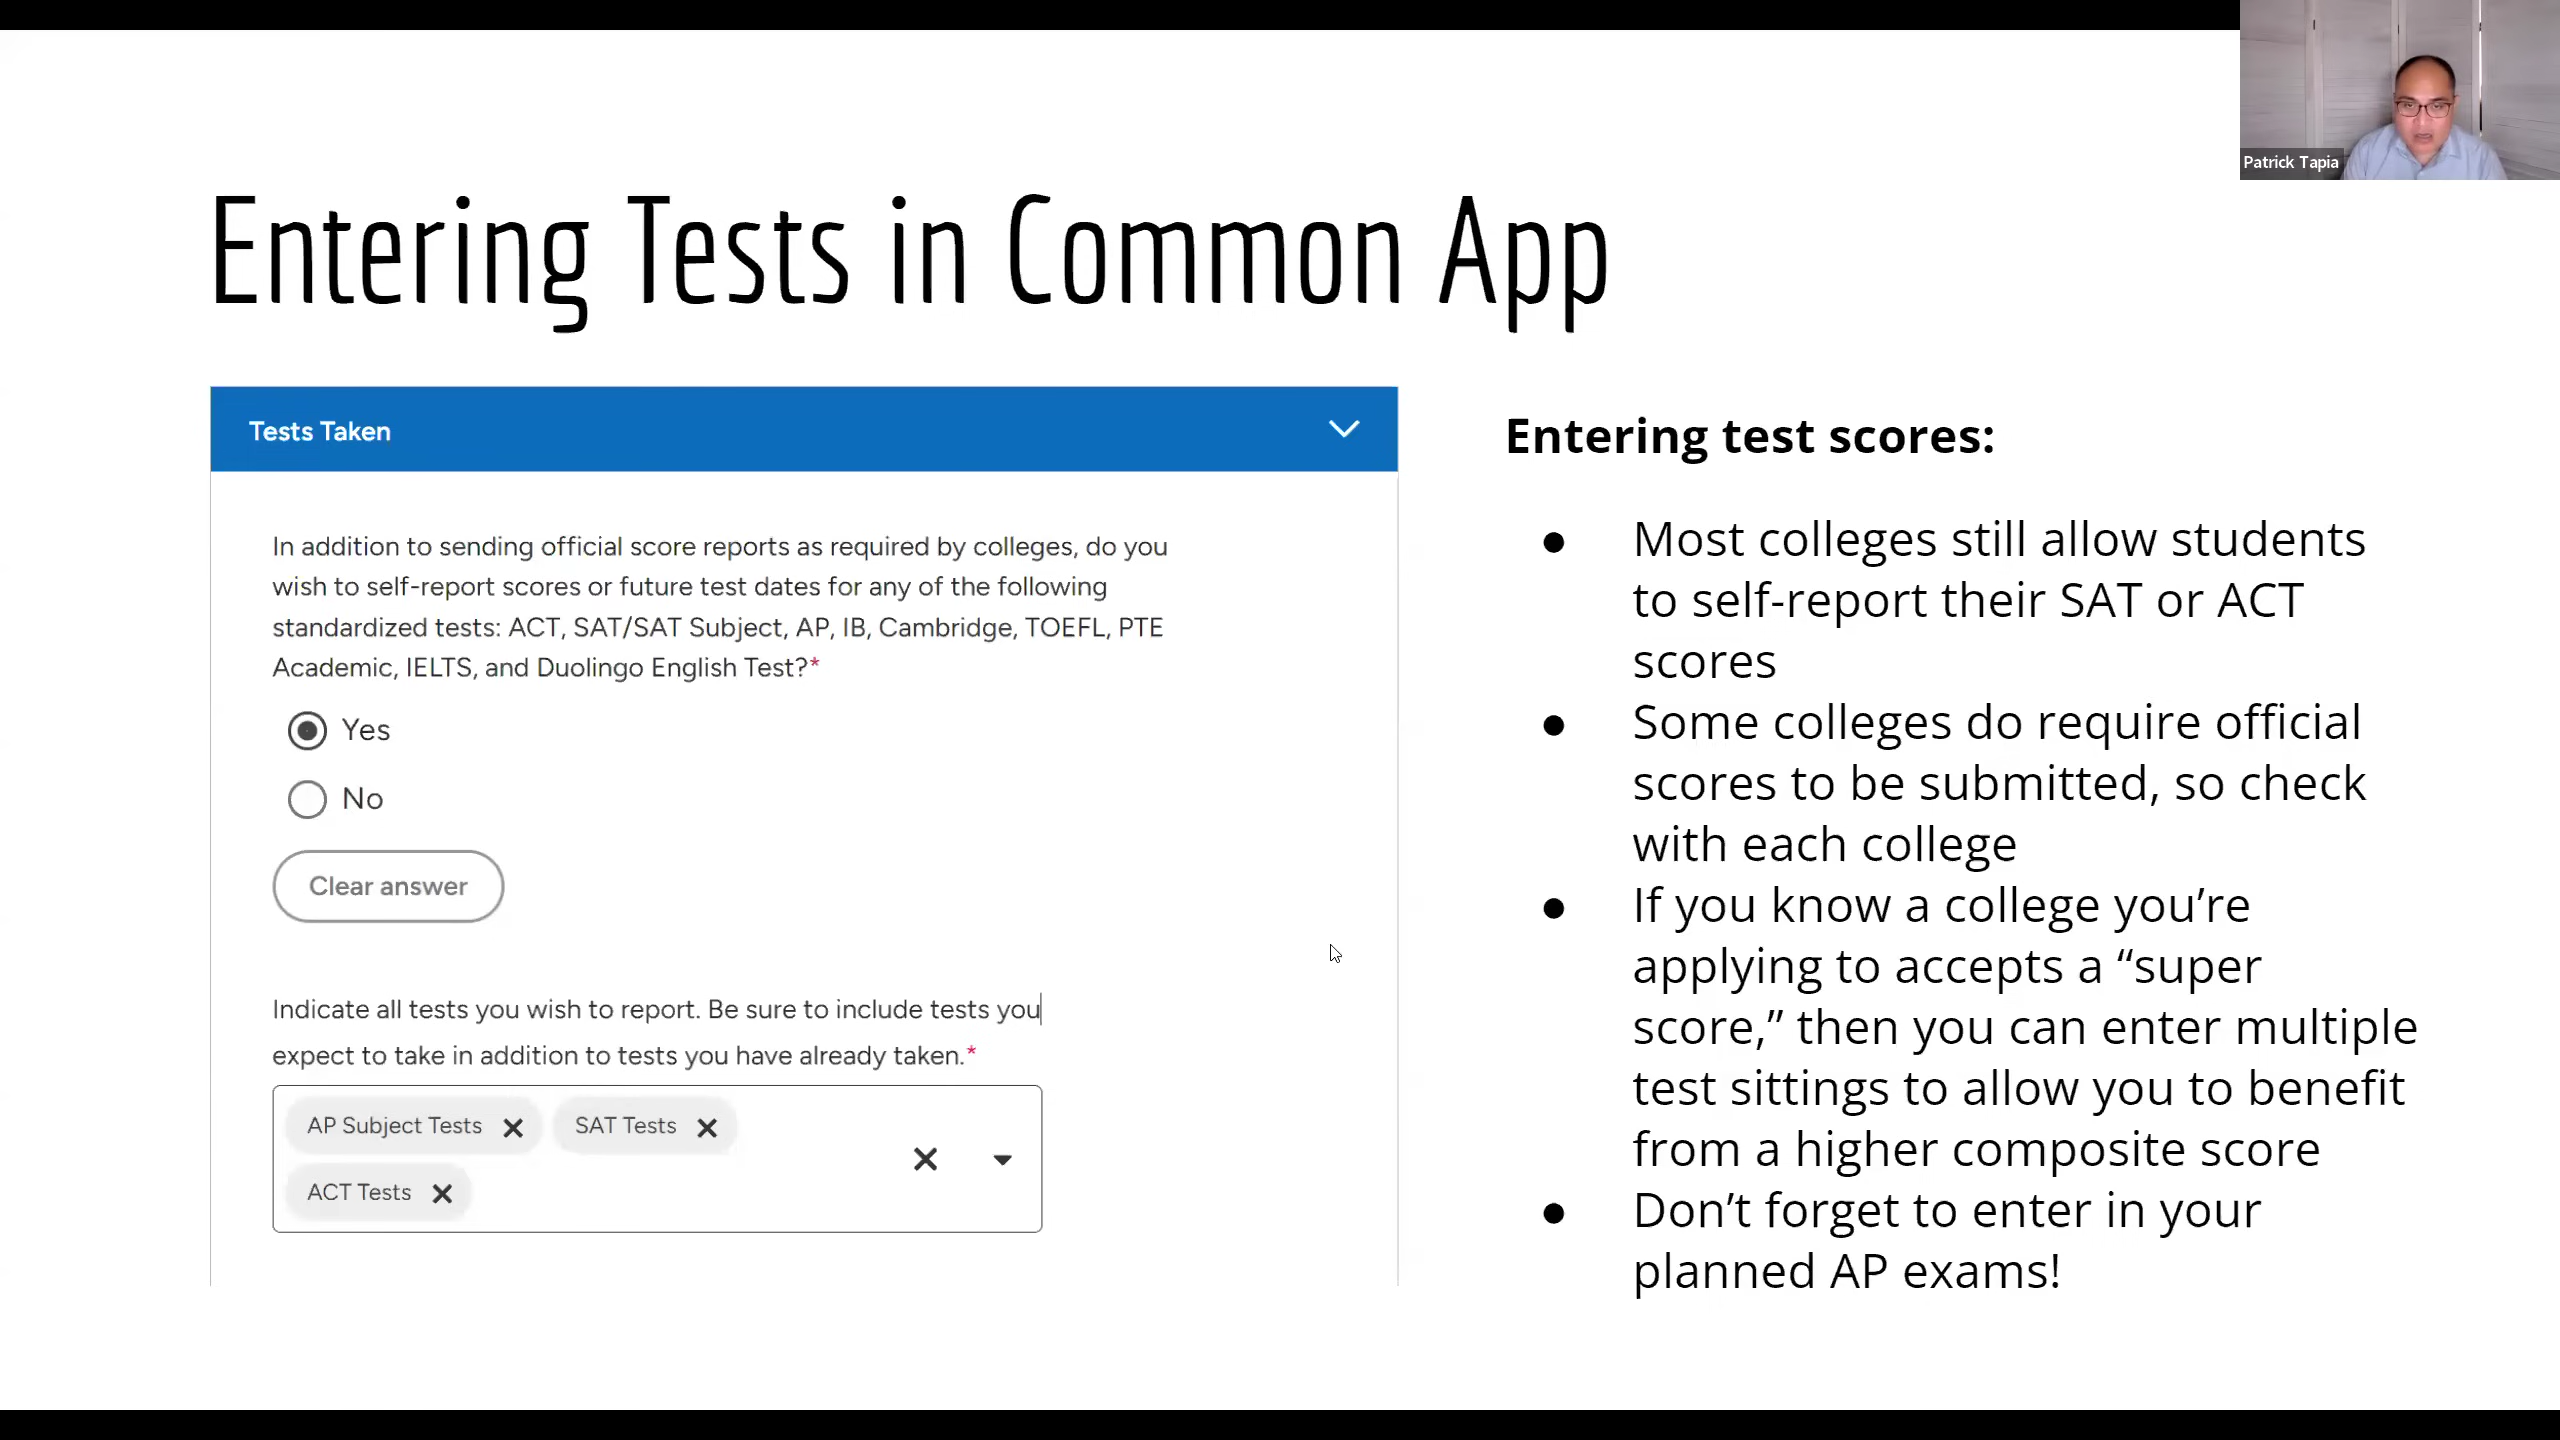 Patrick Tapia
Entering Tests in Common App
Tests Taken
In addition to sending official score reports as required by colleges, do you
wish to self-report scores or future test dates for any of the following
standardized tests: ACT, SAT/SAT Subject, AP, IB, Cambridge, TOEFL, PTE
Academic, IELTS, and Duolingo English Test?*
Yes
No
Clear answer
Indicate all tests you wish to report. Be sure to include tests you
expect to take in addition to tests you have already taken.*
AP Subject Tests
SAT Tests
ACT Tests
Entering test scores:
● Most colleges still allow students
to self-report their SAT or ACT
scores
● Some colleges do require official
scores to be submitted, so check
with each college
● If you know a college you’re
applying to accepts a “super
score,” then you can enter multiple
test sittings to allow you to benefit
from a higher composite score
● Don’t forget to enter in your
planned AP exams!